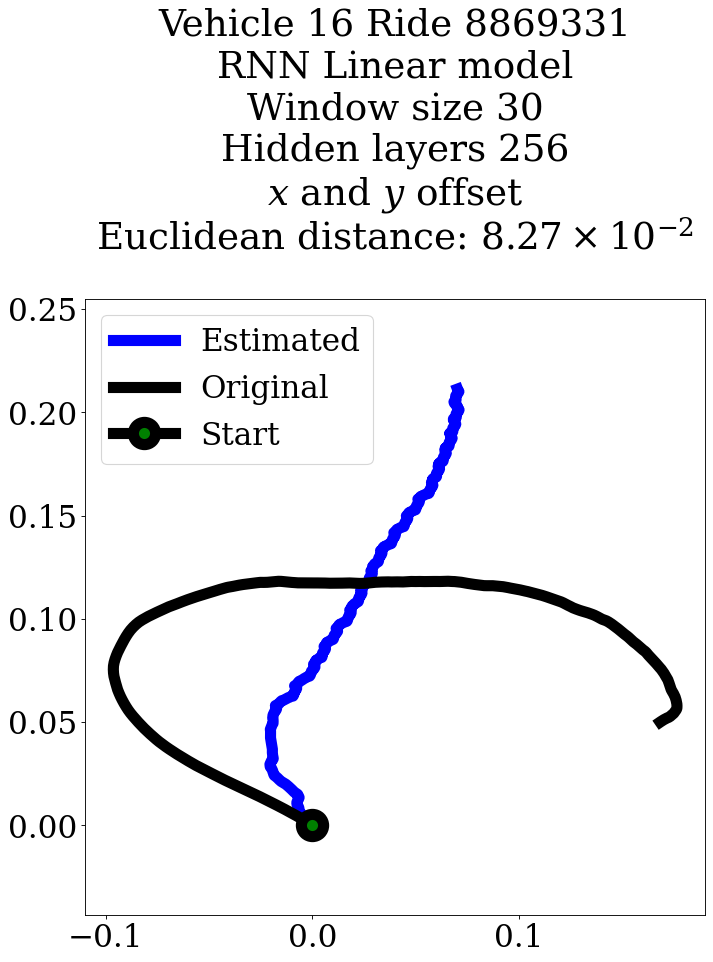 Vehicle 16 Ride 8869331
RNN Linear model
Window size 30
Hidden layers 256
x and y offset
Euclidean distance: 8.27 × 10⁻²
0.25
0.20
0.15
0.10
0.05
0.00
Estimated
Original
Start
−0.1 0.0 0.1